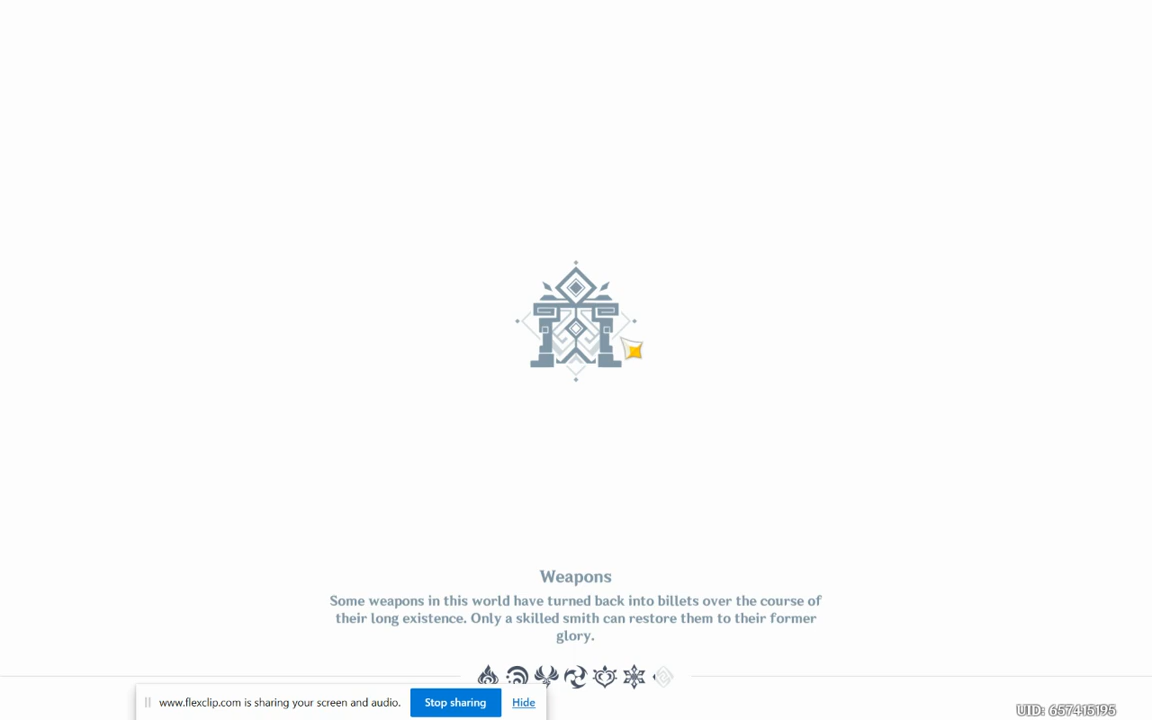 Weapons
Some weapons in this world have turned back into billets over the course of
their long existence. Only a skilled smith can restore them to their former
glory.
www.flexclip.com is sharing your screen and audio.
Stop sharing
Hide
UID: 657415195